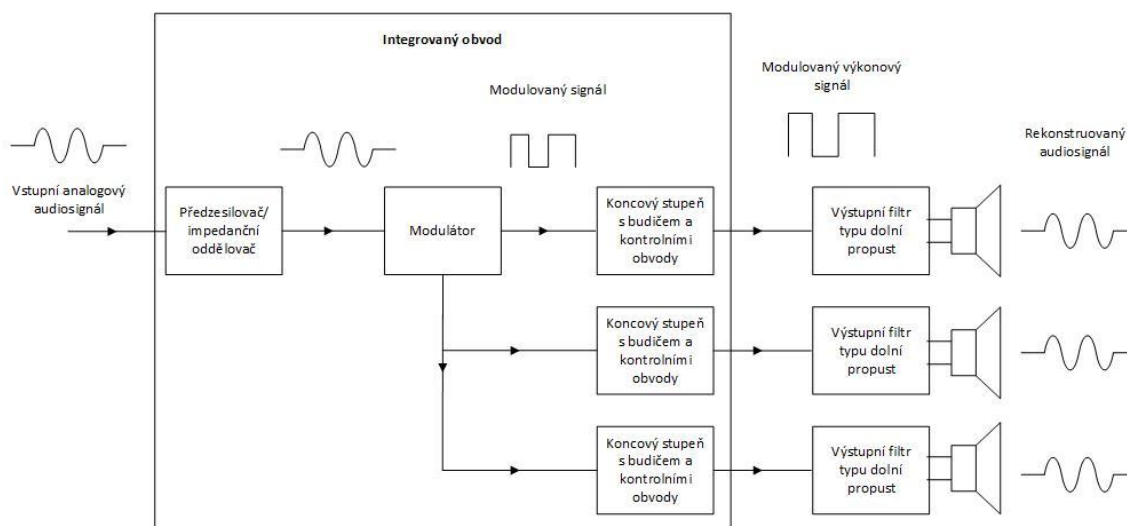 Integrovaný obvod
Modulovaný výkonový
signál
Modulovaný signál
Rekonstruovaný
audiosignál
Vstupní analogový
audiosignál
Předzesilovač/
impedanční
oddělovač
Modulátor
Koncový stupeň
s budičem a
kontrolními
obvody
Výstupní filtr
typu dolní
propust
Koncový stupeň
s budičem a
kontrolními
obvody
Výstupní filtr
typu dolní
propust
Koncový stupeň
s budičem a
kontrolními
obvody
Výstupní filtr
typu dolní
propust